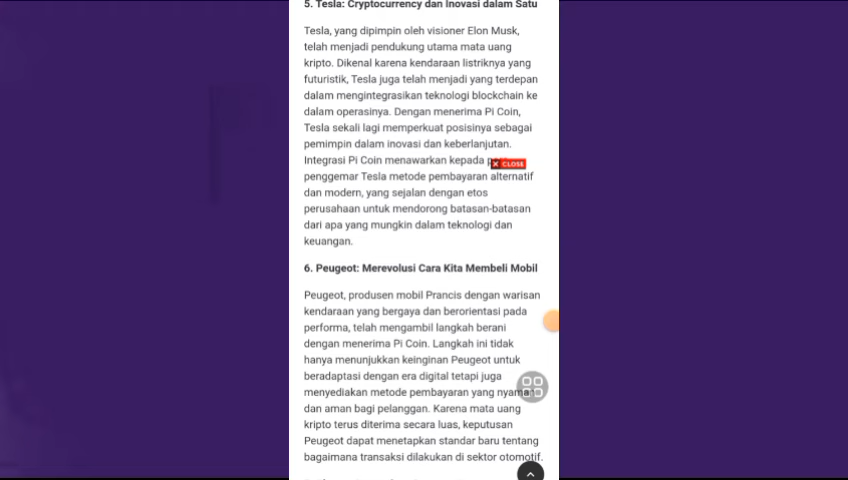 5. Tesla: Cryptocurrency dan Inovasi dalam Satu
Tesla, yang dipimpin oleh visioner Elon Musk,
telah menjadi pendukung utama mata uang
kripto. Dikenal karena kendaraan listriknya yang
futuristik, Tesla juga telah menjadi yang terdepan
dalam mengintegrasikan teknologi blockchain ke
dalam operasinya. Dengan menerima Pi Coin,
Tesla sekali lagi memperkuat posisinya sebagai
pemimpin dalam inovasi dan keberlanjutan.
Integrasi Pi Coin menawarkan kepada
X CLOSE
penggemar Tesla metode pembayaran alternatif
dan modern, yang sejalan dengan etos
perusahaan untuk mendorong batasan-batasan
dari apa yang mungkin dalam teknologi dan
keuangan.
6. Peugeot: Merevolusi Cara Kita Membeli Mobil
Peugeot, produsen mobil Prancis dengan warisan
kendaraan yang bergaya dan berorientasi pada
performa, telah mengambil langkah berani
dengan menerima Pi Coin. Langkah ini tidak
hanya menunjukkan keinginan Peugeot untuk
beradaptasi dengan era digital tetapi juga
menyediakan metode pembayaran yang nyaman
dan aman bagi pelanggan. Karena mata uang
kripto terus diterima secara luas, keputusan
Peugeot dapat menetapkan standar baru tentang
bagaimana transaksi dilakukan di sektor otomotif.